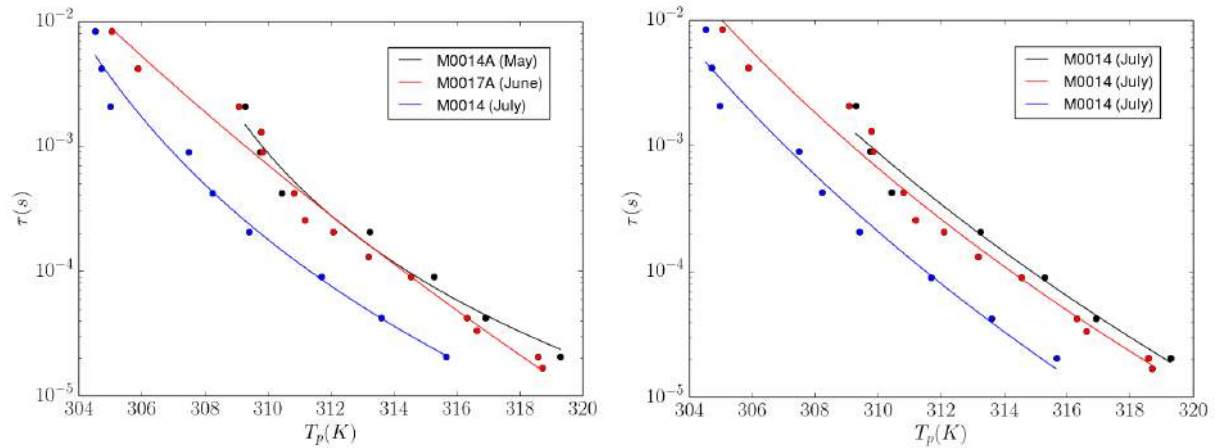 10⁻²
10⁻³
10⁻⁴
10⁻⁵
τ(s)
M0014A (May)
M0017A (June)
M0014 (July)
304 306 308 310 312 314 316 318 320
T_p(K)
10⁻²
10⁻³
10⁻⁴
10⁻⁵
τ(s)
M0014 (July)
M0014 (July)
M0014 (July)
304 306 308 310 312 314 316 318 320
T_p(K)